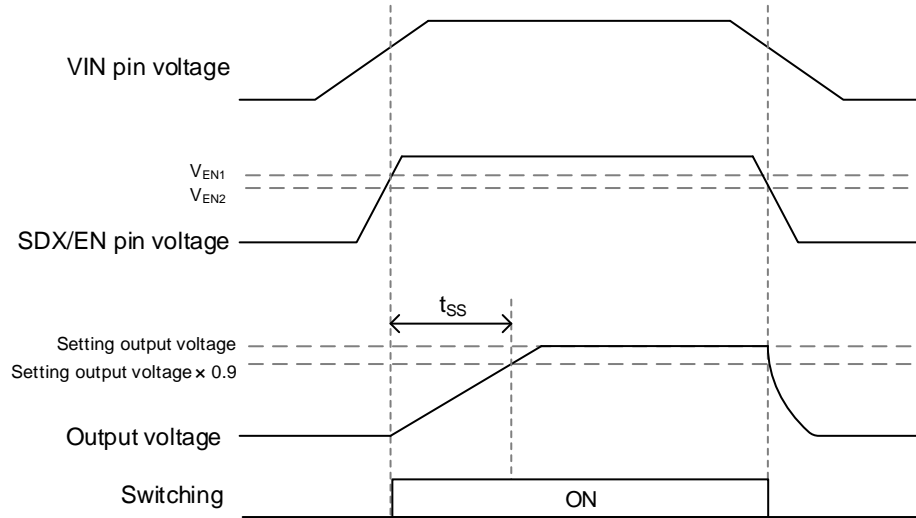 VIN pin voltage
VEN1
VEN2
SDX/EN pin voltage
tSS
Setting output voltage
Setting output voltage × 0.9
Output voltage
Switching
ON